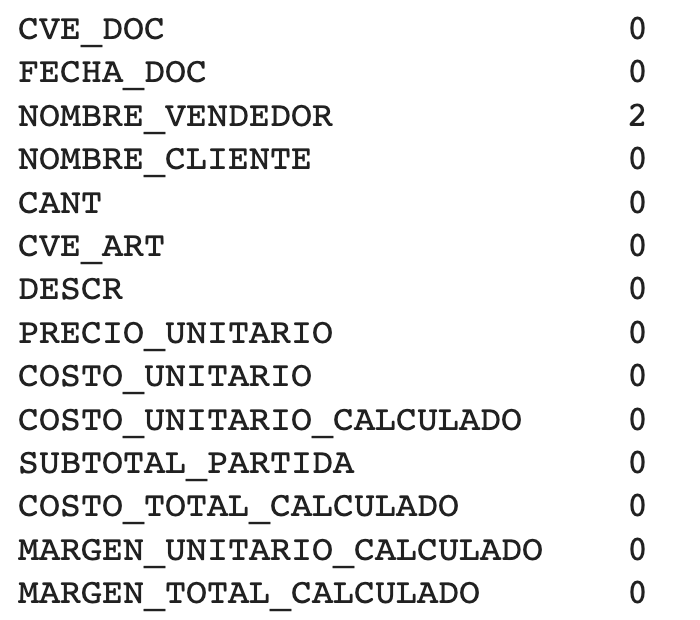 CVE_DOC 0
FECHA_DOC 0
NOMBRE_VENDEDOR 2
NOMBRE_CLIENTE 0
CANT 0
CVE_ART 0
DESCR 0
PRECIO_UNITARIO 0
COSTO_UNITARIO 0
COSTO_UNITARIO_CALCULADO 0
SUBTOTAL_PARTIDA 0
COSTO_TOTAL_CALCULADO 0
MARGEN_UNITARIO_CALCULADO 0
MARGEN_TOTAL_CALCULADO 0